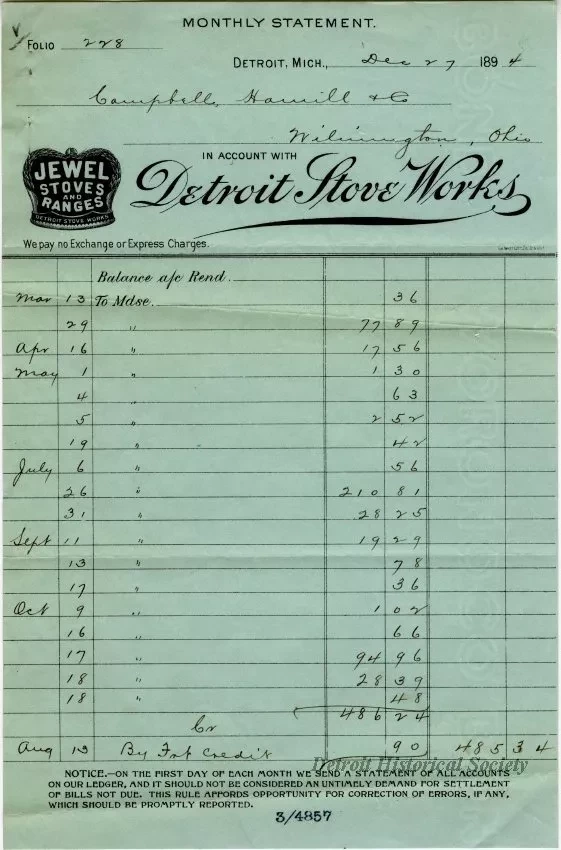 MONTHLY STATEMENT.
FOLIO 228
DETROIT, MICH., Dec 27 1894
Campbell, Hamill & Co
Wilmington, Ohio
IN ACCOUNT WITH
JEWEL
STOVES
AND
RANGES
DETROIT STOVE WORKS
Detroit Stove Works
We pay no Exchange or Express Charges.
Balance a/c Rend.
Mar 13 To Mdse. 36
29 " 77 89
Apr 16 " 17 56
May 1 " 1 30
4 " 63
5 " 2 52
19 " 42
July 6 " 56
26 " 210 81
31 " 28 25
Sept 11 " 19 29
13 " 78
17 " 36
Oct 9 " 1 02
16 " 66
17 " 94 96
18 " 28 39
18 " 48
486 24
Cr
Aug 13 By Frt Credit 90 485 34
Detroit Historical Society
NOTICE.—ON THE FIRST DAY OF EACH MONTH WE SEND A STATEMENT OF ALL ACCOUNTS
ON OUR LEDGER, AND IT SHOULD NOT BE CONSIDERED AN UNTIMELY DEMAND FOR SETTLEMENT
OF BILLS NOT DUE. THIS RULE AFFORDS OPPORTUNITY FOR CORRECTION OF ERRORS, IF ANY,
WHICH SHOULD BE PROMPTLY REPORTED.
3/4857